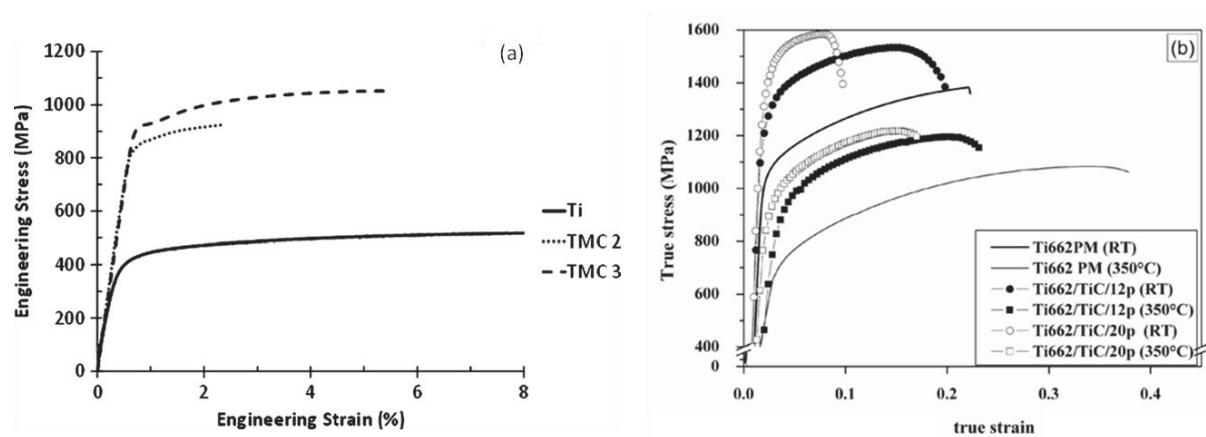 (a)
1200
1000
800
600
400
200
0
0 2 4 6 8
Engineering Stress (MPa)
Engineering Strain (%)
Ti
TMC 2
TMC 3
(b)
1600
1400
1200
1000
800
600
400
0
0.0 0.1 0.2 0.3 0.4
True stress (MPa)
true strain
Ti662PM (RT)
Ti662 PM (350°C)
Ti662/TiC/12p (RT)
Ti662/TiC/12p (350°C)
Ti662/TiC/20p (RT)
Ti662/TiC/20p (350°C)